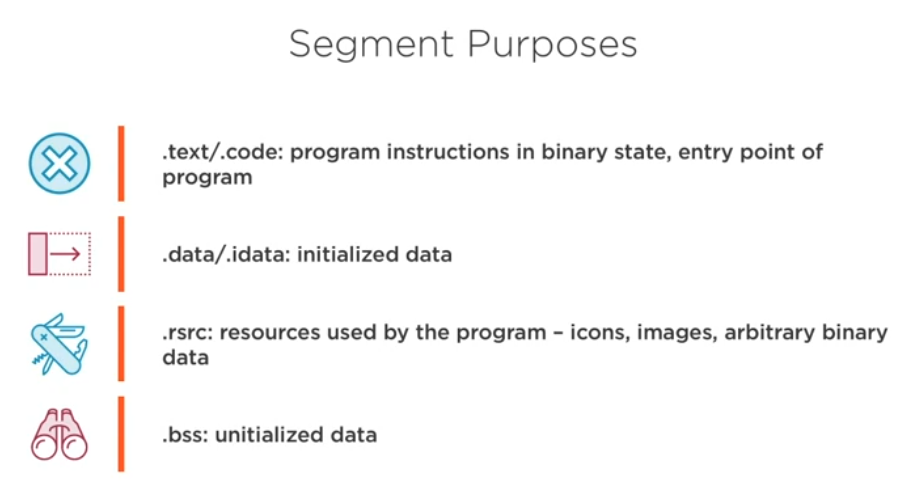 Segment Purposes
.text/.code: program instructions in binary state, entry point of
program
.data/.idata: initialized data
.rsrc: resources used by the program – icons, images, arbitrary binary
data
.bss: unitialized data